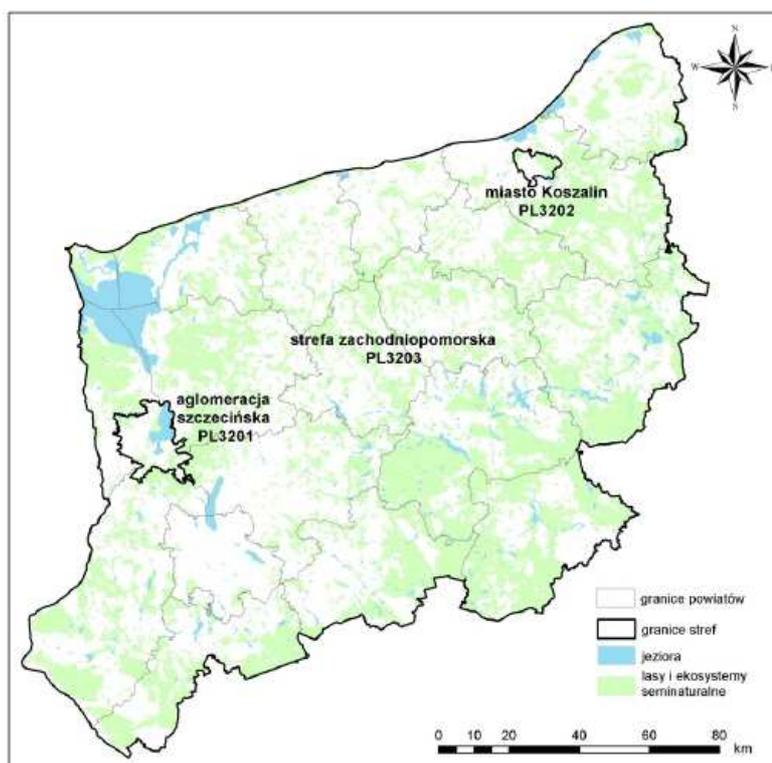 N
W
S
miasto Koszalin
PL3202
strefa zachodniopomorska
PL3203
aglomeracja
szczecińska
PL3201
granice powiatów
granice stref
jeziora
lasy i ekosystemy
seminaturalne
0 10 20 40 60 80
km